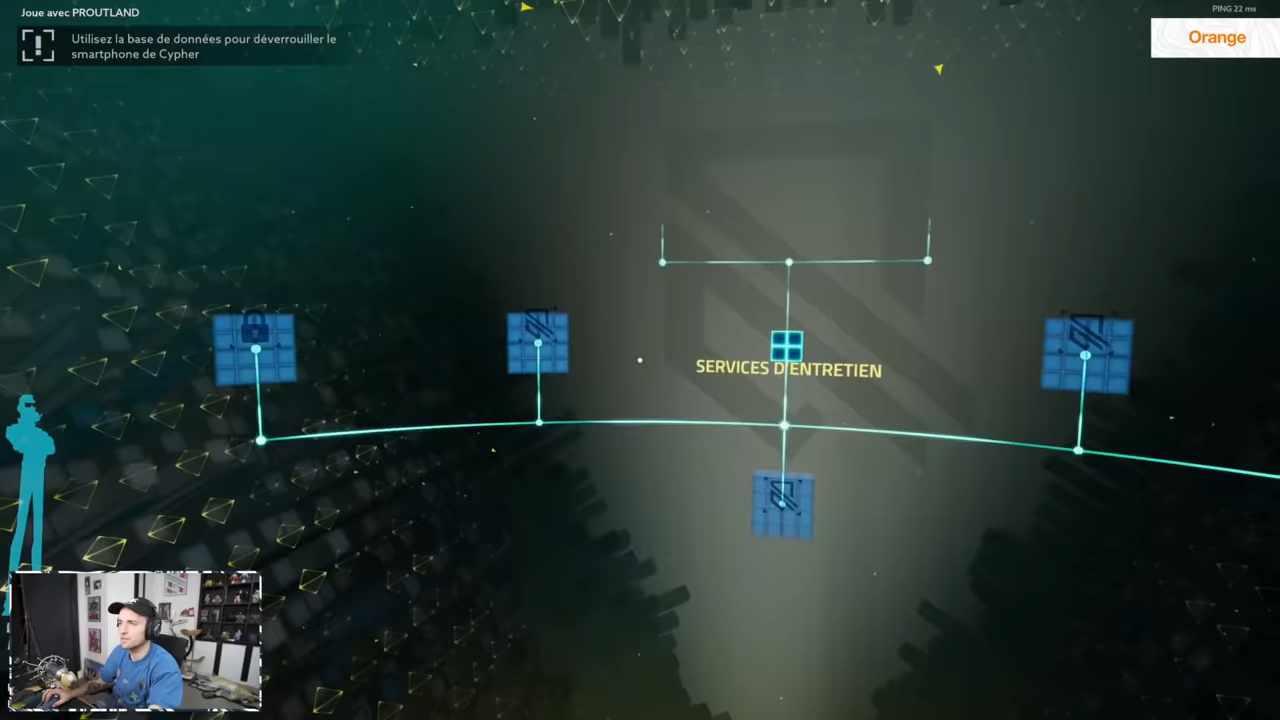 Joue avec PROUTLAND
Utilisez la base de données pour déverrouiller le
smartphone de Cypher
PING 22 ms
Orange
SERVICES D'ENTRETIEN